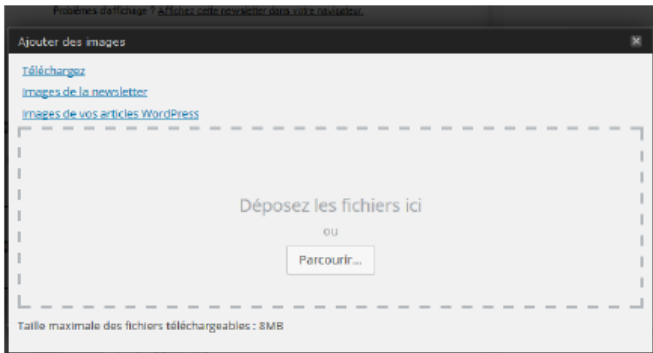 Problèmes d'affichage ? Affichez cette newsletter dans votre navigateur.
Ajouter des images
Téléchargez
Images de la newsletter
Images de vos articles WordPress
Déposez les fichiers ici
ou
Parcourir...
Taille maximale des fichiers téléchargeables : 8MB